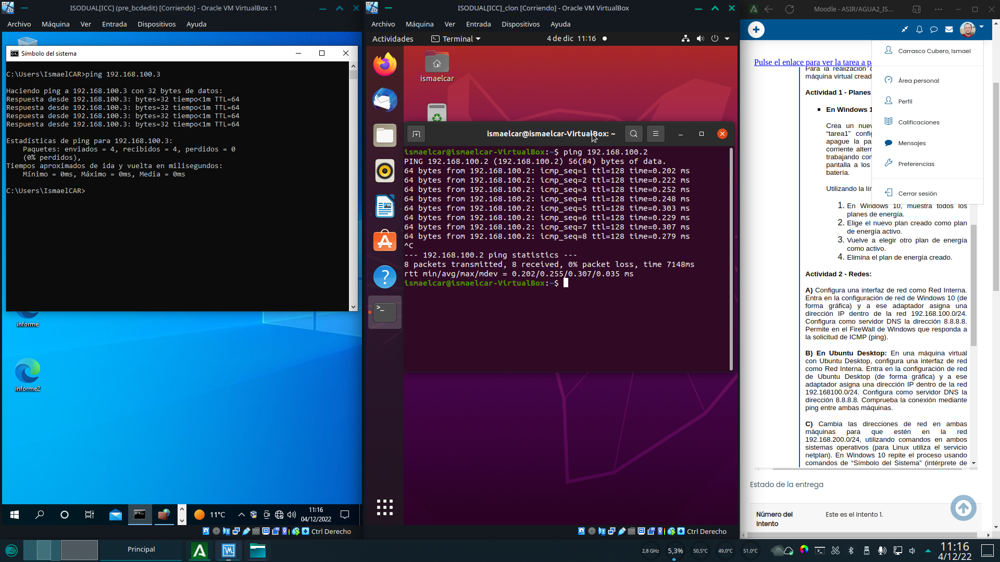 ISODUAL[ICC] (pre_bcdedit) [Corriendo] - Oracle VM VirtualBox : 1
Archivo Máquina Ver Entrada Dispositivos Ayuda
Símbolo del sistema
C:\Users\IsmaelCAR>ping 192.168.100.3
Haciendo ping a 192.168.100.3 con 32 bytes de datos:
Respuesta desde 192.168.100.3: bytes=32 tiempo<1m TTL=64
Respuesta desde 192.168.100.3: bytes=32 tiempo<1m TTL=64
Respuesta desde 192.168.100.3: bytes=32 tiempo<1m TTL=64
Respuesta desde 192.168.100.3: bytes=32 tiempo<1m TTL=64
Estadísticas de ping para 192.168.100.3:
Paquetes: enviados = 4, recibidos = 4, perdidos = 0
(0% perdidos),
Tiempos aproximados de ida y vuelta en milisegundos:
Mínimo = 0ms, Máximo = 0ms, Media = 0ms
C:\Users\IsmaelCAR>
informe
informe2
11°C
11:16
04/12/2022
Ctrl Derecho
ISODUAL[ICC]_clon [Corriendo] - Oracle VM VirtualBox
Archivo Máquina Ver Entrada Dispositivos Ayuda
Actividades Terminal 4 de dic 11:16
ismaelcar
ismaelcar@ismaelcar-VirtualBox: ~
ismaelcar@ismaelcar-VirtualBox:~$ ping 192.168.100.2
PING 192.168.100.2 (192.168.100.2) 56(84) bytes of data.
64 bytes from 192.168.100.2: icmp_seq=1 ttl=128 time=0.202 ms
64 bytes from 192.168.100.2: icmp_seq=2 ttl=128 time=0.222 ms
64 bytes from 192.168.100.2: icmp_seq=3 ttl=128 time=0.252 ms
64 bytes from 192.168.100.2: icmp_seq=4 ttl=128 time=0.248 ms
64 bytes from 192.168.100.2: icmp_seq=5 ttl=128 time=0.303 ms
64 bytes from 192.168.100.2: icmp_seq=6 ttl=128 time=0.229 ms
64 bytes from 192.168.100.2: icmp_seq=7 ttl=128 time=0.307 ms
64 bytes from 192.168.100.2: icmp_seq=8 ttl=128 time=0.279 ms
^C
--- 192.168.100.2 ping statistics ---
8 packets transmitted, 8 received, 0% packet loss, time 7148ms
rtt min/avg/max/mdev = 0.202/0.255/0.307/0.035 ms
ismaelcar@ismaelcar-VirtualBox:~$
Ctrl Derecho
Moodle - ASIR/AGUA2_IS...
Pulse el enlace para ver la tarea a p
Para la realización
máquina virtual cread
Actividad 1 - Planes
En Windows 1
Crea un nuev
"tarea1" config
apague la pa
corriente altern
trabajando con
pantalla a los
batería.
Utilizando la lín
1. En Windows 10, muestra todos los
planes de energía.
2. Elige el nuevo plan creado como plan
de energía activo.
3. Vuelve a elegir otro plan de energía
como activo.
4. Elimina el plan de energía creado.
Carrasco Cubero, Ismael
Área personal
Perfil
Calificaciones
Mensajes
Preferencias
Cerrar sesión
Actividad 2 - Redes:
A) Configura una interfaz de red como Red Interna.
Entra en la configuración de red de Windows 10 (de
forma gráfica) y a ese adaptador asigna una
dirección IP dentro de la red 192.168.100.0/24.
Configura como servidor DNS la dirección 8.8.8.8.
Permite en el FireWall de Windows que responda a
la solicitud de ICMP (ping).
B) En Ubuntu Desktop: En una máquina virtual
con Ubuntu Desktop, configura una interfaz de red
como Red Interna. Entra en la configuración de red
de Ubuntu Desktop (de forma gráfica) y a ese
adaptador asigna una dirección IP dentro de la red
192.168100.0/24. Configura como servidor DNS la
dirección 8.8.8.8. Comprueba la conexión mediante
ping entre ambas máquinas.
C) Cambia las direcciones de red en ambas
máquinas para que estén en la red
192.168.200.0/24, utilizando comandos en ambos
sistemas operativos (para Linux utiliza el servicio
netplan). En Windows 10 repite el proceso usando
comandos de "Símbolo del Sistema" (intérprete de
Estado de la entrega
Número del
Intento
Este es el intento 1.
Principal
2,8 GHz 5,3% 50,5°C 49,0°C 51,0°C
11:16
4/12/22